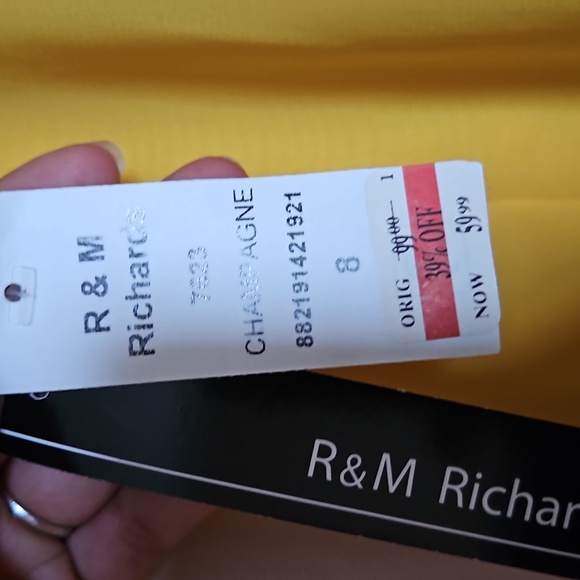 R & M
Richards
7623
CHAMPAGNE
882191421921
8
1
ORIG 99.00
39% OFF
NOW 59.99
R&M Richar